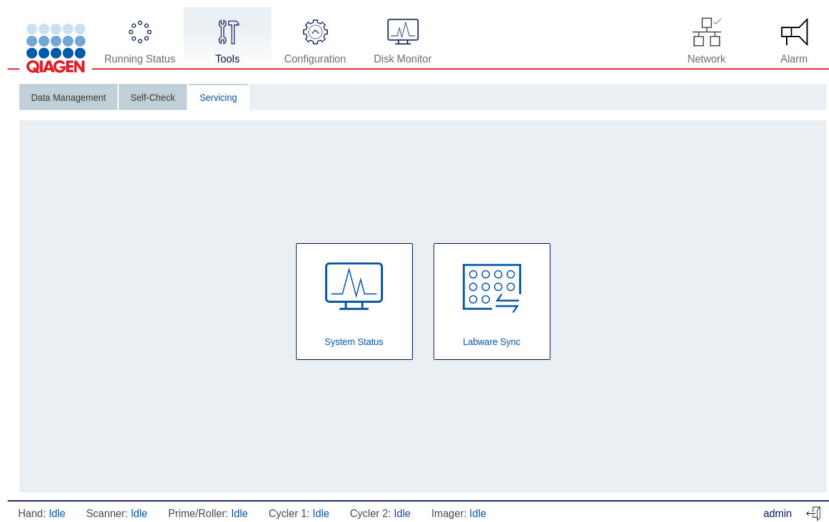 QIAGEN
Running Status
Tools
Configuration
Disk Monitor
Network
Alarm
Data Management
Self-Check
Servicing
System Status
Labware Sync
Hand: Idle
Scanner: Idle
Prime/Roller: Idle
Cycler 1: Idle
Cycler 2: Idle
Imager: Idle
admin